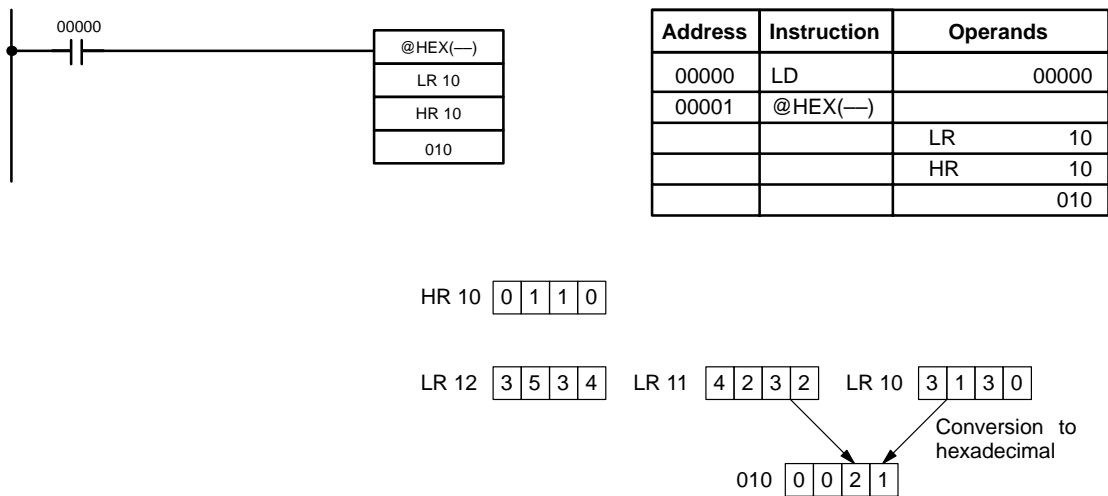 00000
@HEX(––)
LR 10
HR 10
010
Address Instruction Operands
00000 LD 00000
00001 @HEX(––)
LR 10
HR 10
010
HR 10 0 1 1 0
LR 12 3 5 3 4 LR 11 4 2 3 2 LR 10 3 1 3 0
Conversion to
hexadecimal
010 0 0 2 1